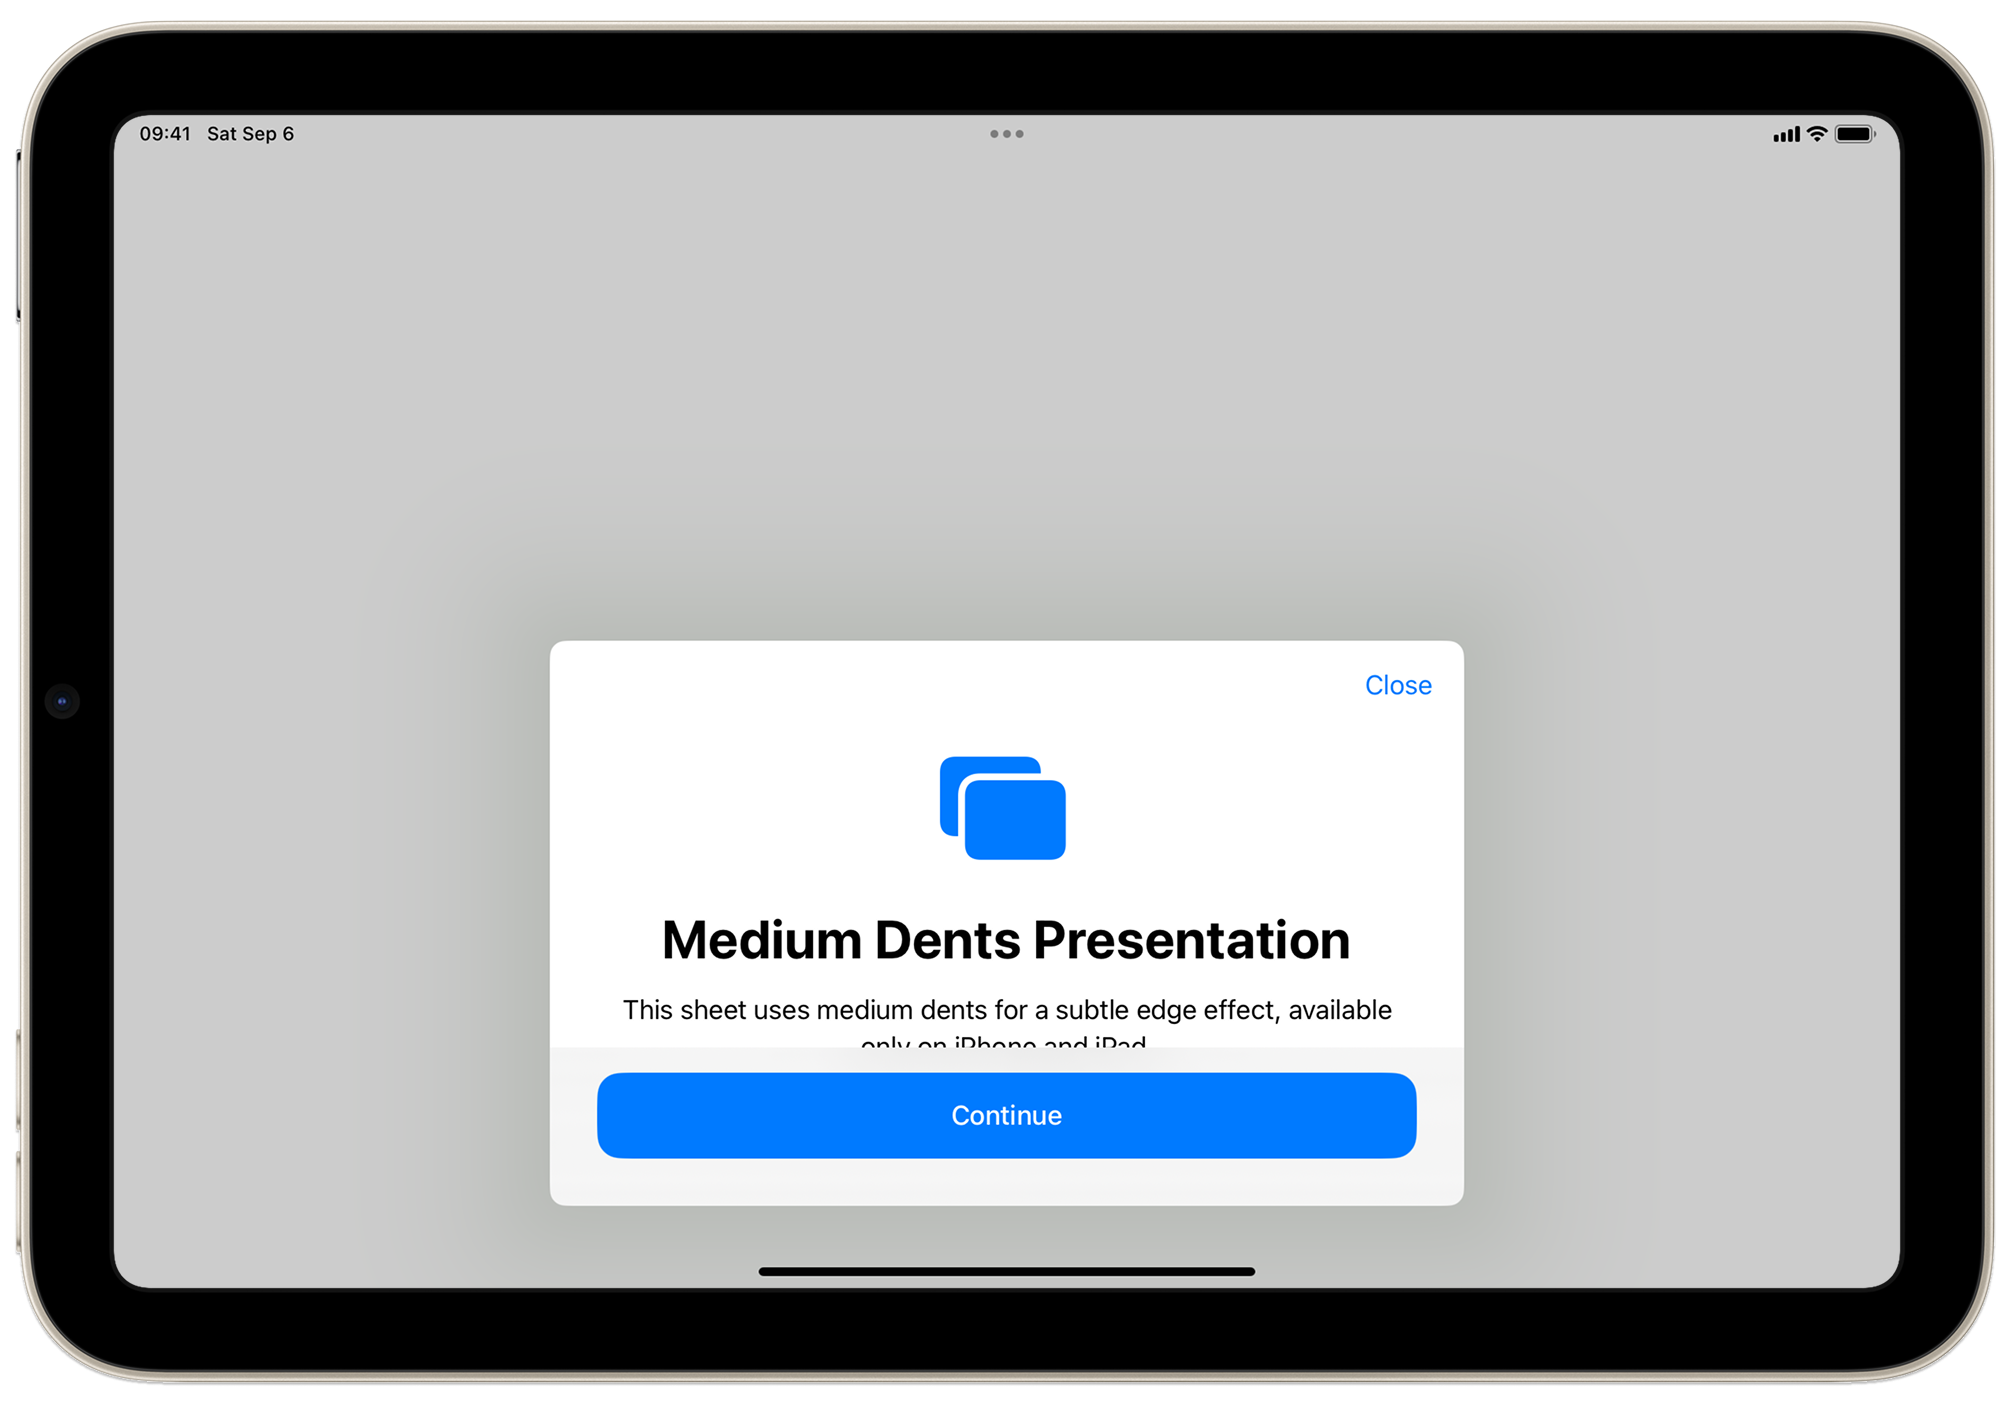 09:41 Sat Sep 6
Close
Medium Dents Presentation
This sheet uses medium dents for a subtle edge effect, available
only on iPhone and iPad.
Continue